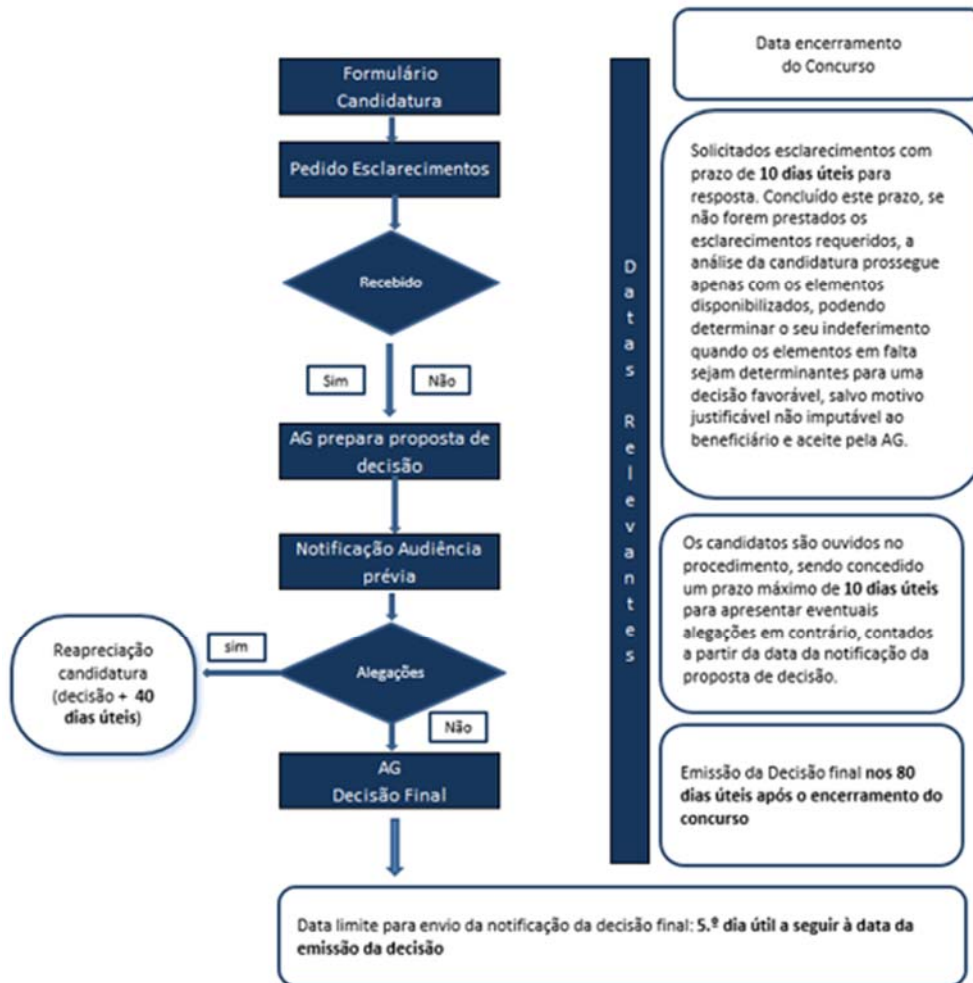 Formulário
Candidatura
Pedido Esclarecimentos
Recebido
Sim
Não
AG prepara proposta de
decisão
Notificação Audiência
prévia
Alegações
sim
Reapreciação
candidatura
(decisão + 40
dias úteis)
Não
AG
Decisão Final
Datas Relevantes
Data encerramento
do Concurso
Solicitados esclarecimentos com
prazo de 10 dias úteis para
resposta. Concluído este prazo, se
não forem prestados os
esclarecimentos requeridos, a
análise da candidatura prossegue
apenas com os elementos
disponibilizados, podendo
determinar o seu indeferimento
quando os elementos em falta
sejam determinantes para uma
decisão favorável, salvo motivo
justificável não imputável ao
beneficiário e aceite pela AG.
Os candidatos são ouvidos no
procedimento, sendo concedido
um prazo máximo de 10 dias úteis
para apresentar eventuais
alegações em contrário, contados
a partir da data da notificação da
proposta de decisão.
Emissão da Decisão final nos 80
dias úteis após o encerramento do
concurso
Data limite para envio da notificação da decisão final: 5.º dia útil a seguir à data da
emissão da decisão